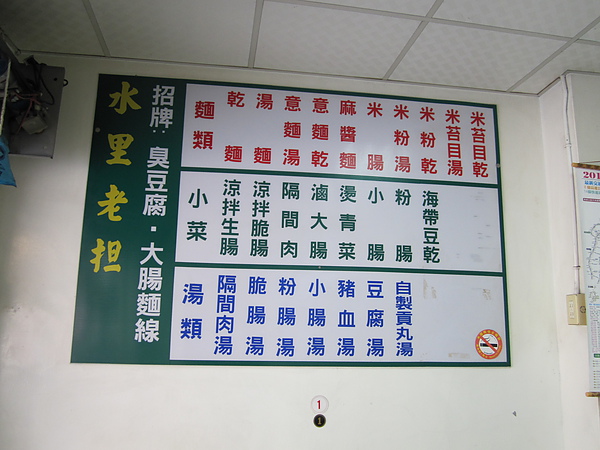 水里老担
招牌:臭豆腐・大腸麵線
麵類
乾麵
湯麵
意麵湯
意麵乾
麻醬麵
米腸
米粉湯
米粉乾
米苔目湯
米苔目乾
小菜
涼拌生腸
涼拌脆腸
隔間肉
滷大腸
燙青菜
小腸
粉腸
海帶豆乾
湯類
隔間肉湯
脆腸湯
粉腸湯
小腸湯
豬血湯
豆腐湯
自製貢丸湯
1
1